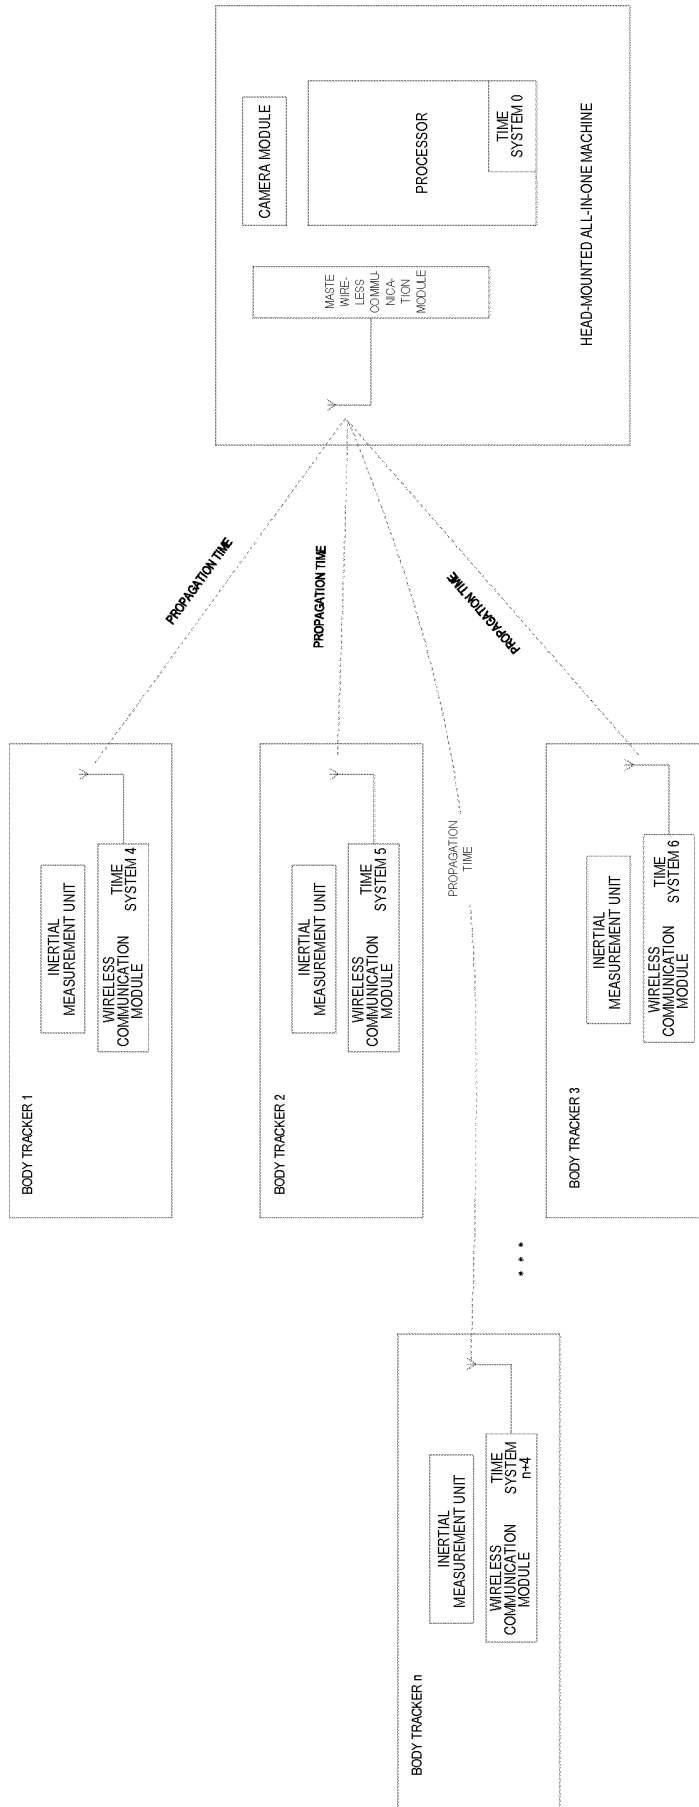 BODY TRACKER 1
INERTIAL
MEASUREMENT UNIT
WIRELESS
COMMUNICATION
MODULE
TIME
SYSTEM 4
PROPAGATION TIME
BODY TRACKER 2
INERTIAL
MEASUREMENT UNIT
WIRELESS
COMMUNICATION
MODULE
TIME
SYSTEM 5
PROPAGATION TIME
BODY TRACKER n
INERTIAL
MEASUREMENT UNIT
WIRELESS
COMMUNICATION
MODULE
TIME
SYSTEM
n+4
PROPAGATION
TIME
BODY TRACKER 3
INERTIAL
MEASUREMENT UNIT
WIRELESS
COMMUNICATION
MODULE
TIME
SYSTEM 6
PROPAGATION TIME
CAMERA MODULE
PROCESSOR
TIME
SYSTEM 0
MASTE
WIRE-
LESS
COMMU-
NICA-
TION
MODULE
HEAD-MOUNTED ALL-IN-ONE MACHINE